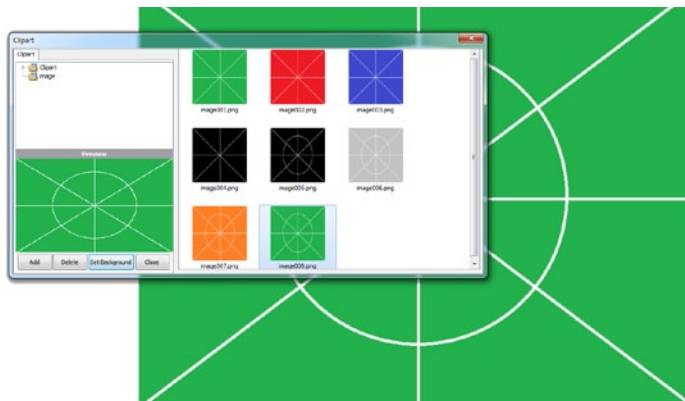 Clipart
Clipart
Clipart
image
Preview
Add Delete Set Background Close
image001.png image002.png image003.png
image004.png image005.png image006.png
image007.png image008.png